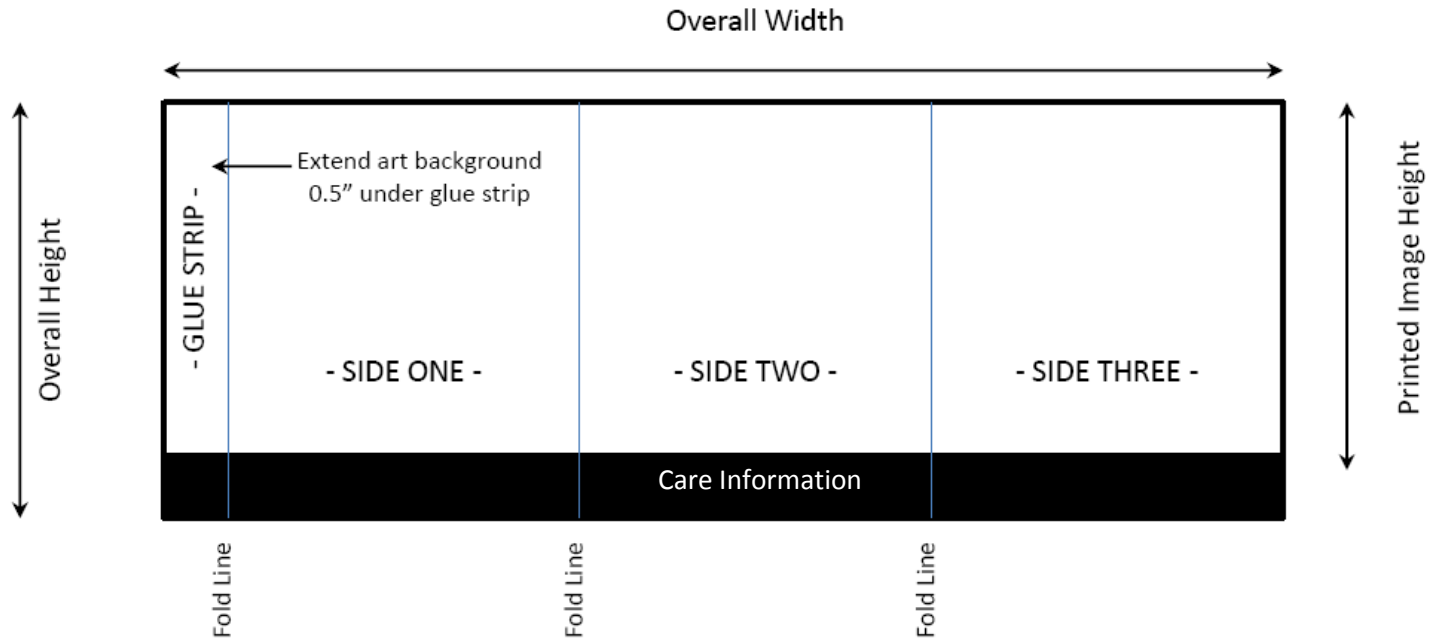 Overall Width
Extend art background
0.5” under glue strip
Overall Height
- GLUE STRIP -
Printed Image Height
- SIDE ONE -
- SIDE TWO -
- SIDE THREE -
Care Information
Fold Line
Fold Line
Fold Line